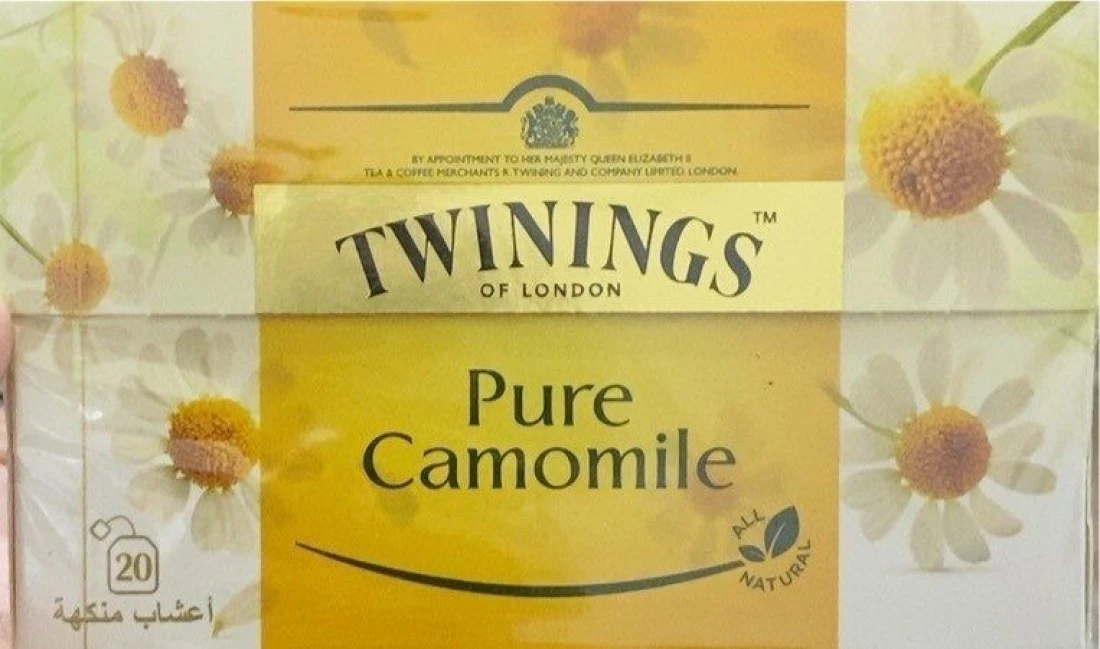 BY APPOINTMENT TO HER MAJESTY QUEEN ELIZABETH II
TEA & COFFEE MERCHANTS R. TWINING AND COMPANY LIMITED. LONDON.
TWININGS™
OF LONDON
Pure
Camomile
ALL
NATURAL
20
أعشاب منكهة